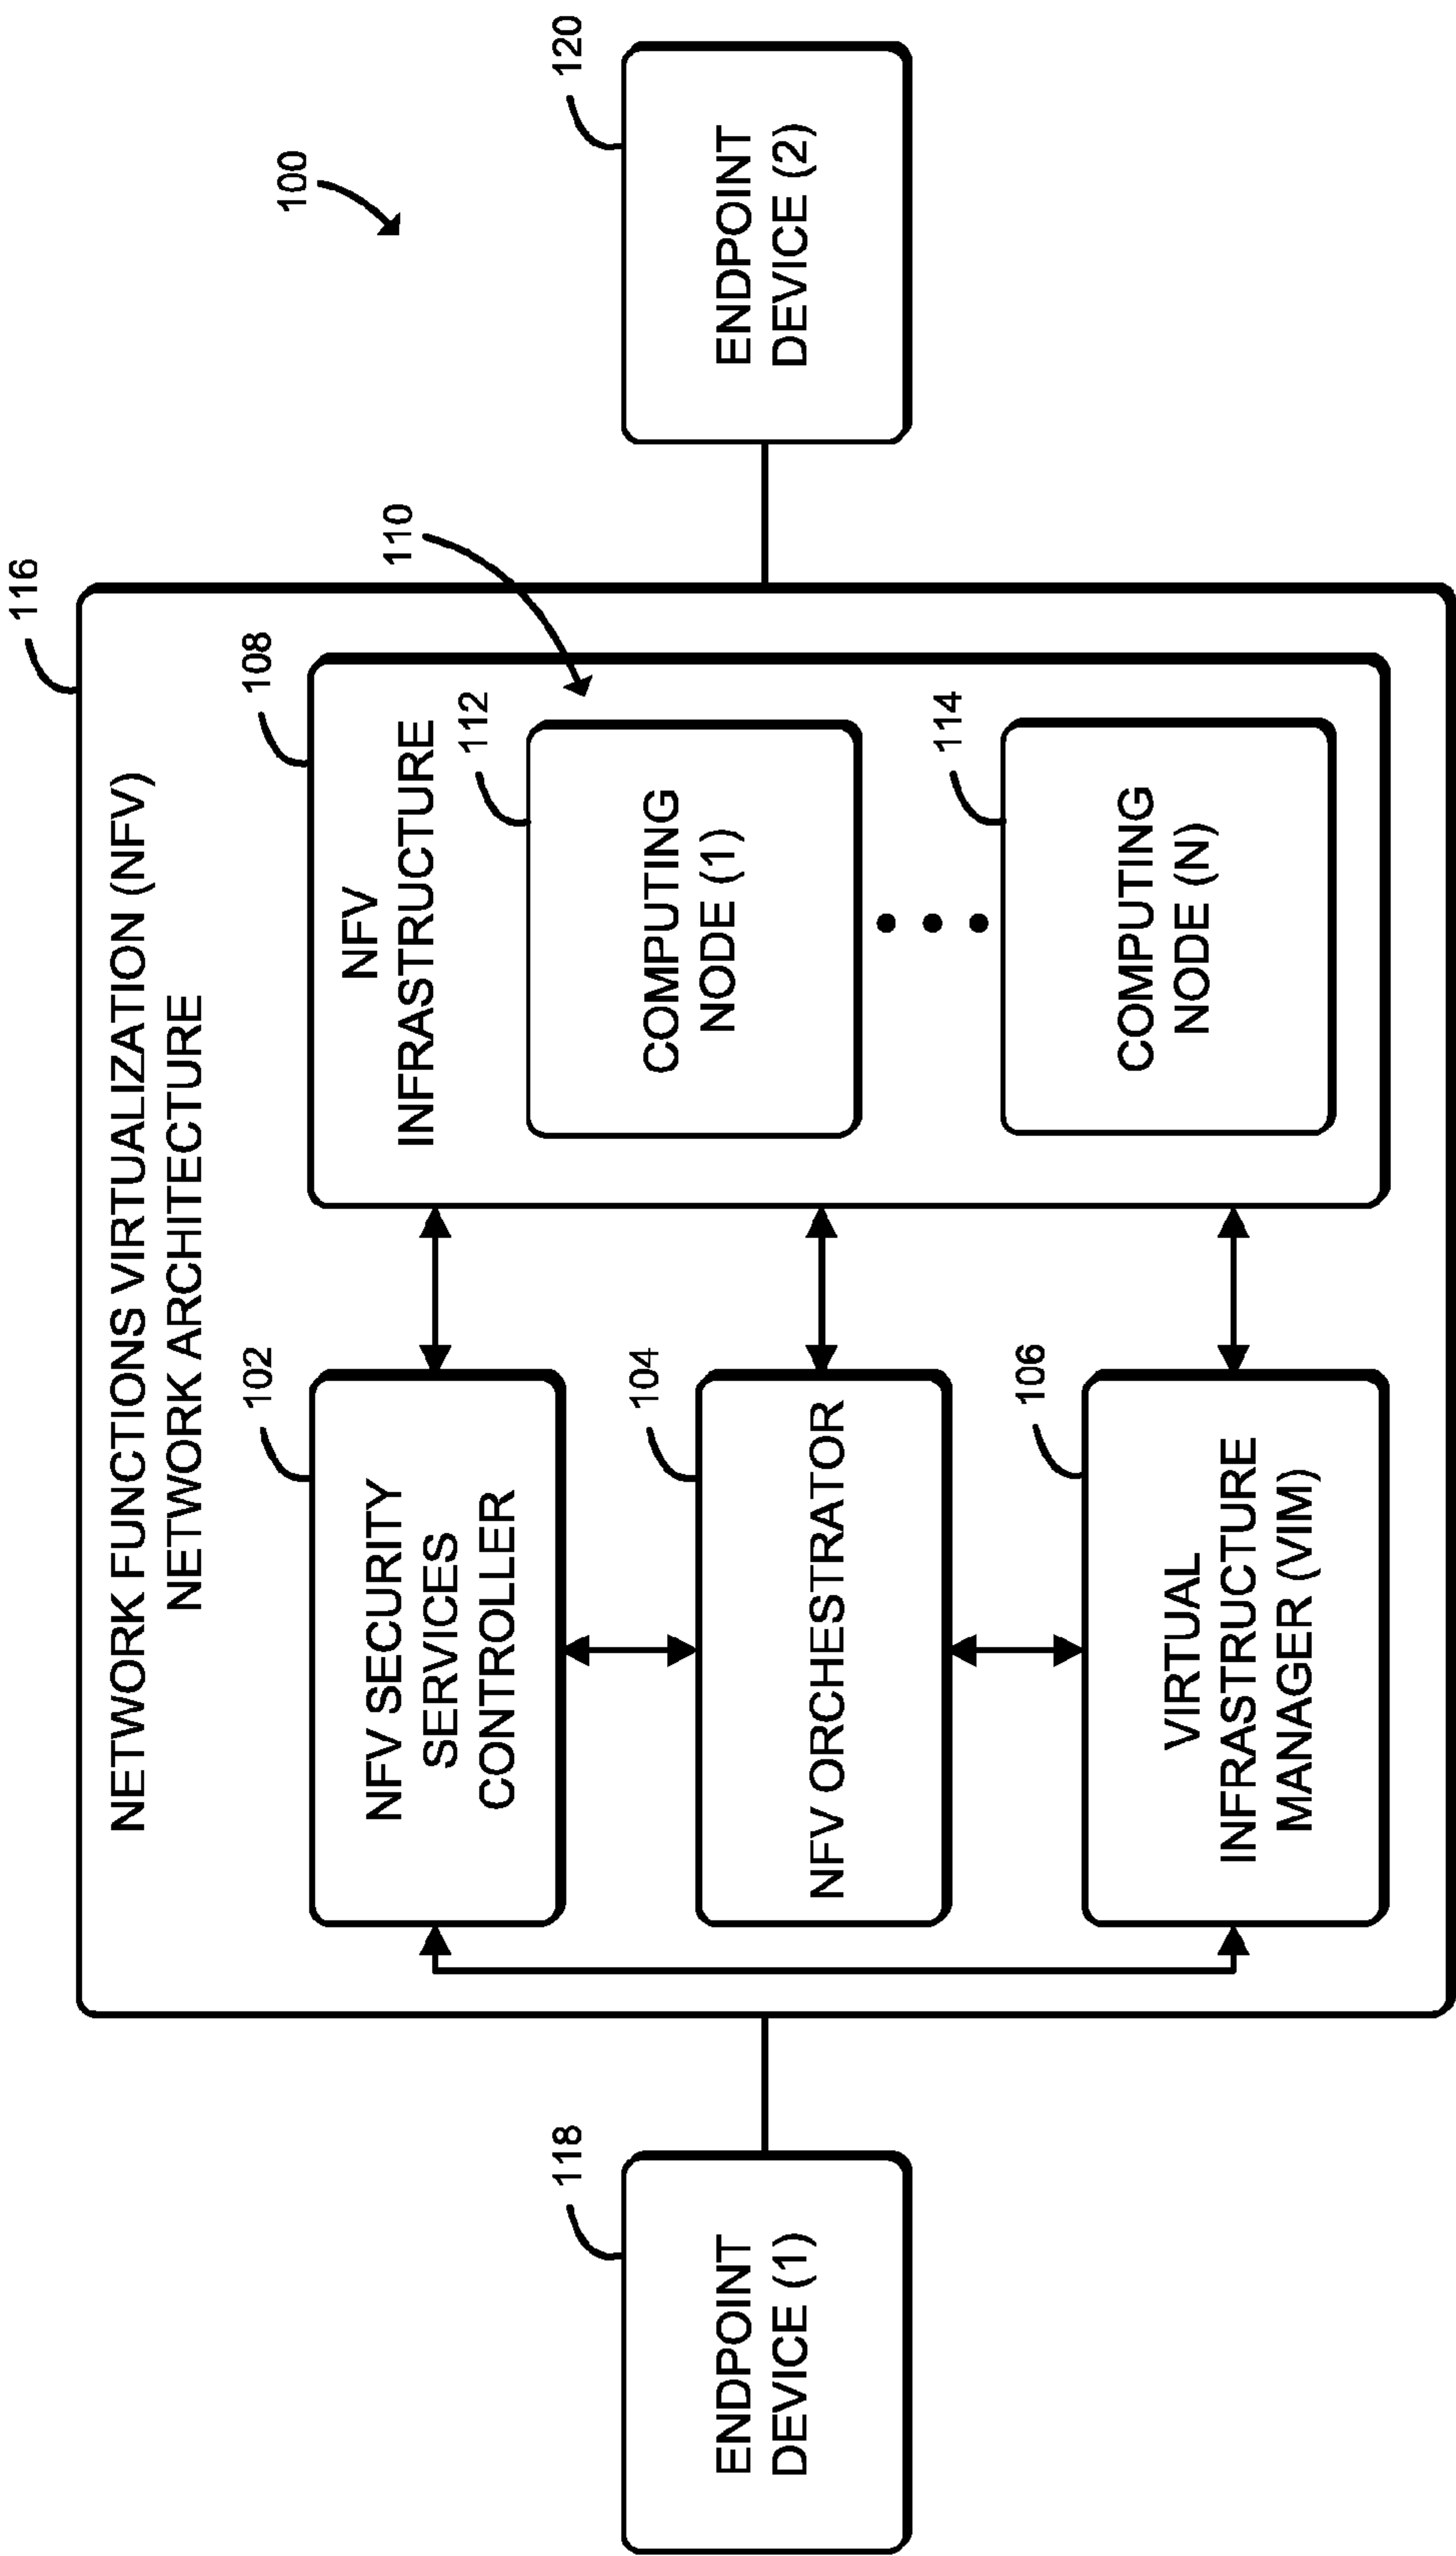 100
116
NETWORK FUNCTIONS VIRTUALIZATION (NFV)
NETWORK ARCHITECTURE
102
NFV SECURITY
SERVICES
CONTROLLER
104
NFV ORCHESTRATOR
106
VIRTUAL
INFRASTRUCTURE
MANAGER (VIM)
108
NFV
INFRASTRUCTURE
110
112
COMPUTING
NODE (1)
114
COMPUTING
NODE (N)
118
ENDPOINT
DEVICE (1)
120
ENDPOINT
DEVICE (2)